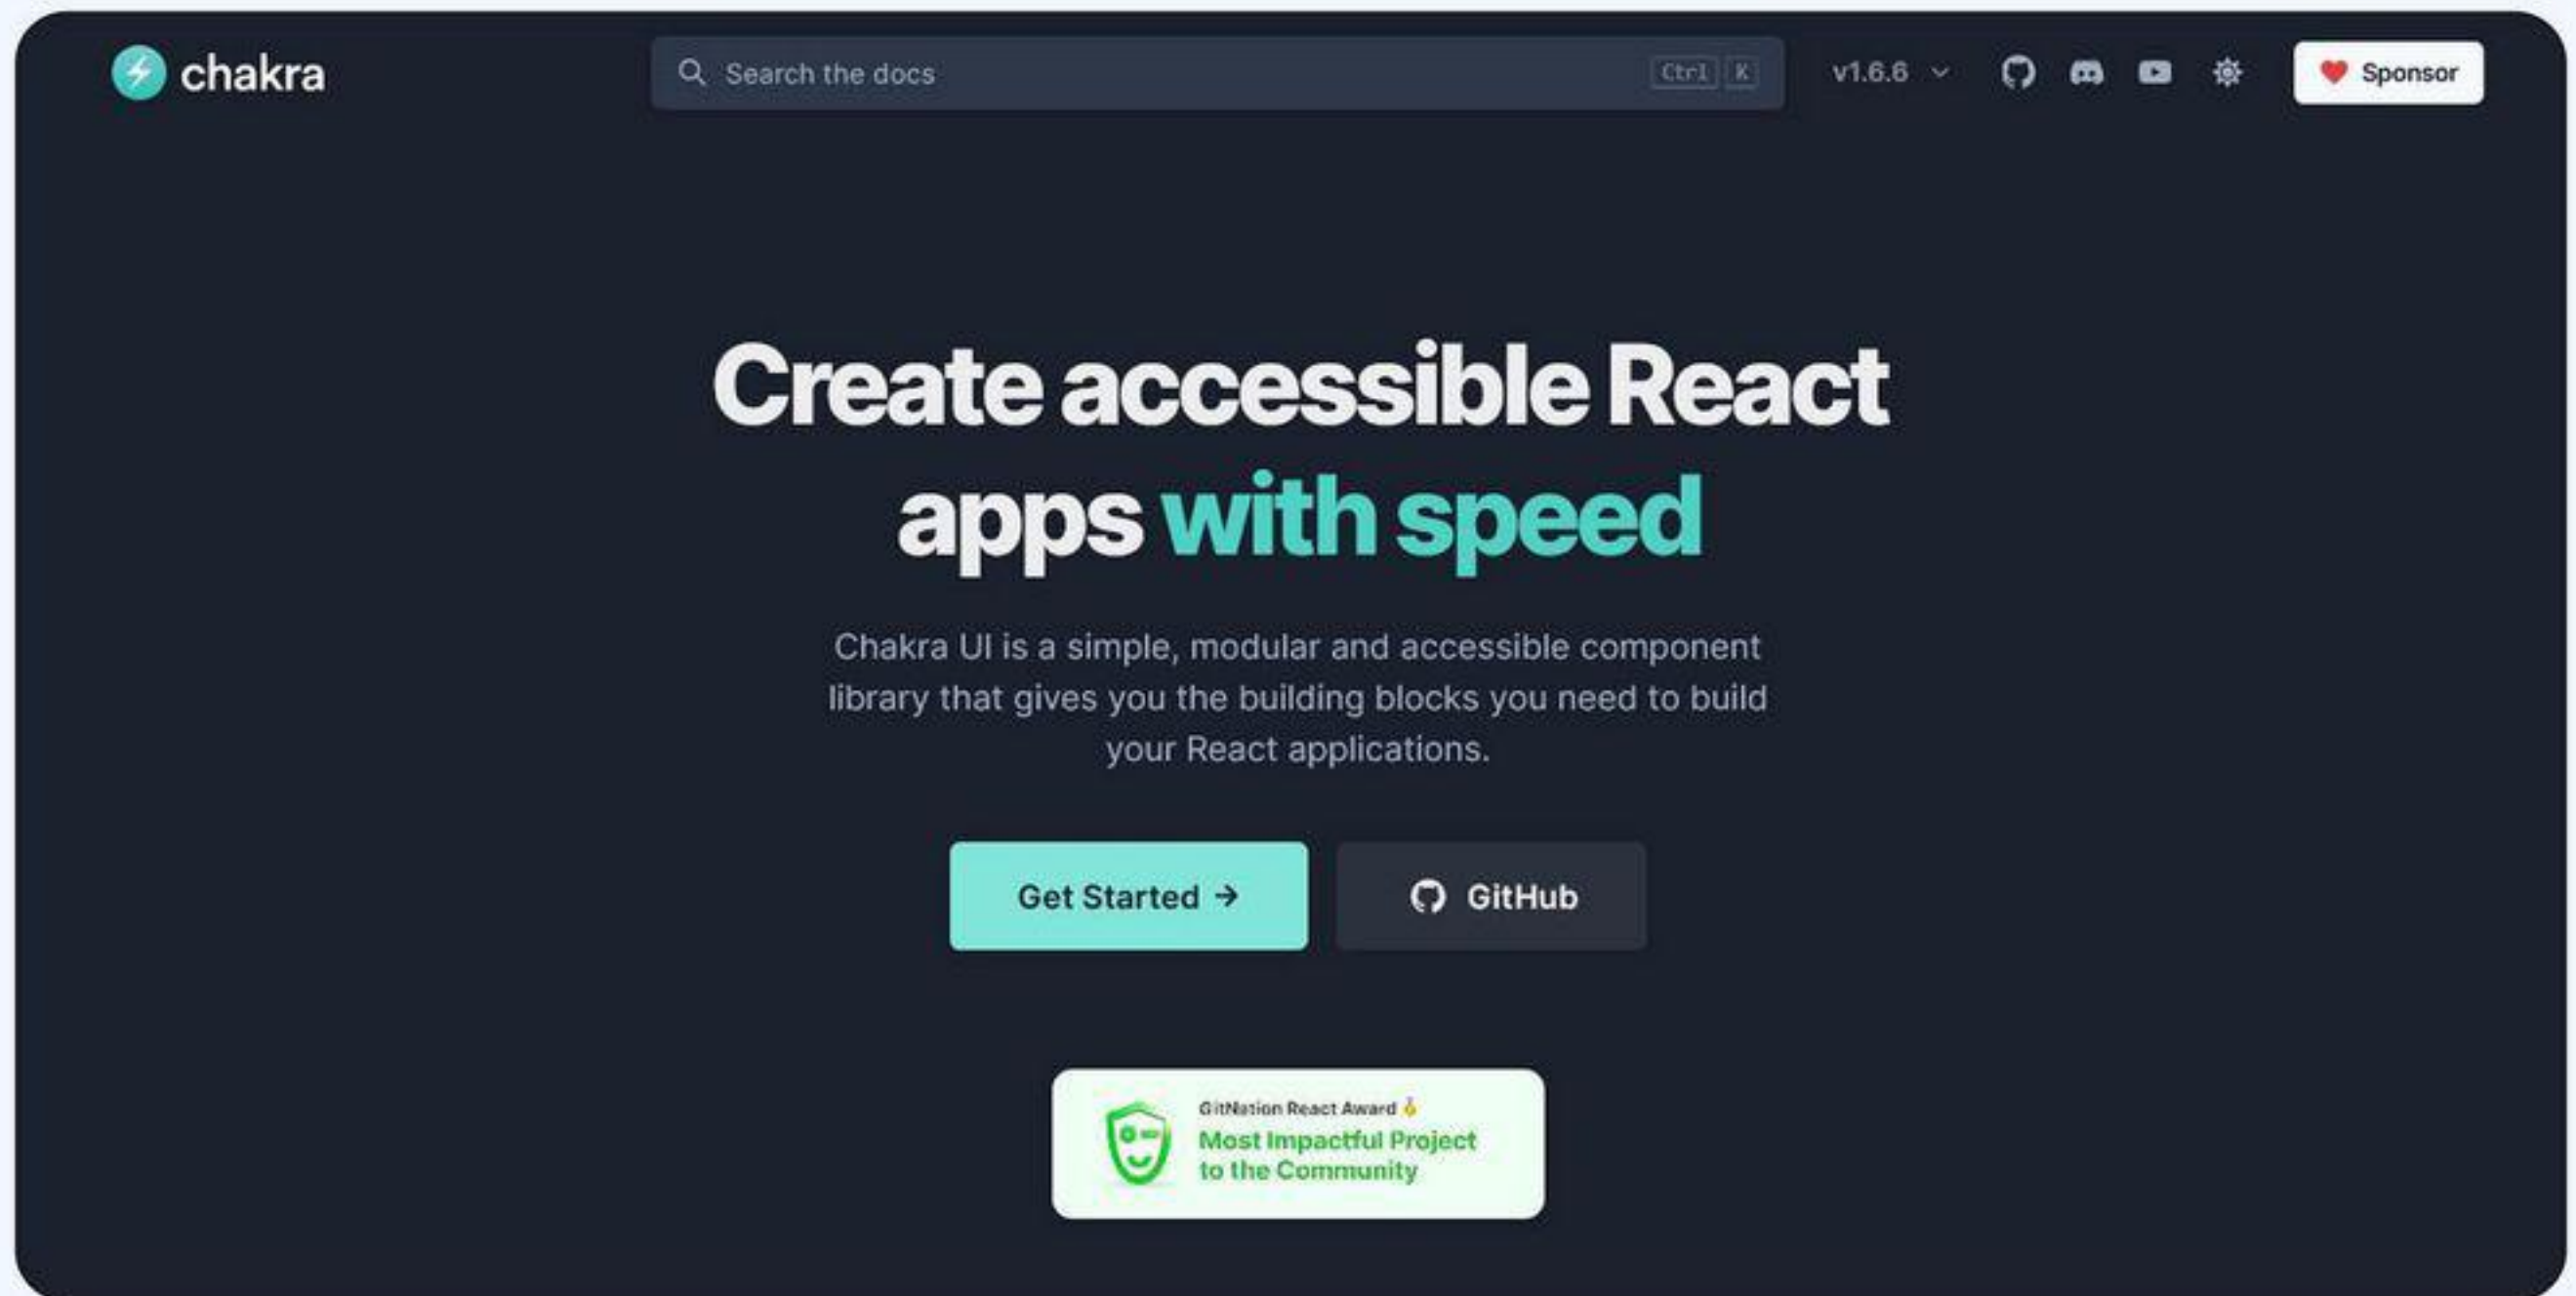 chakra
Search the docs
Ctrl K
v1.6.6
Sponsor
Create accessible React
apps with speed
Chakra UI is a simple, modular and accessible component
library that gives you the building blocks you need to build
your React applications.
Get Started →
GitHub
GitNation React Award 🏅
Most Impactful Project
to the Community